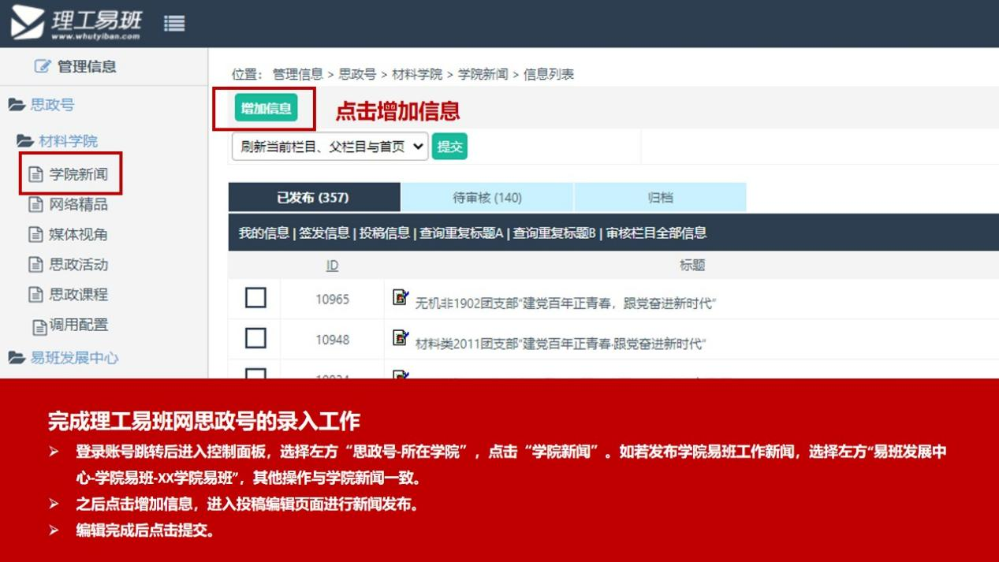 理工易班
www.whutyiban.com
管理信息
思政号
材料学院
学院新闻
网络精品
媒体视角
思政活动
思政课程
调用配置
易班发展中心
位置： 管理信息 > 思政号 > 材料学院 > 学院新闻 > 信息列表
增加信息 点击增加信息
刷新当前栏目、父栏目与首页 提交
已发布 (357) 待审核 (140) 归档
我的信息 | 签发信息 | 投稿信息 | 查询重复标题A | 查询重复标题B | 审核栏目全部信息
ID 标题
10965 无机非1902团支部“建党百年正青春，跟党奋进新时代”
10948 材料类2011团支部“建党百年正青春·跟党奋进新时代”
完成理工易班网思政号的录入工作
➢ 登录账号跳转后进入控制面板，选择左方“思政号-所在学院”，点击“学院新闻”。如若发布学院易班工作新闻，选择左方“易班发展中
心-学院易班-XX学院易班”，其他操作与学院新闻一致。
➢ 之后点击增加信息，进入投稿编辑页面进行新闻发布。
➢ 编辑完成后点击提交。